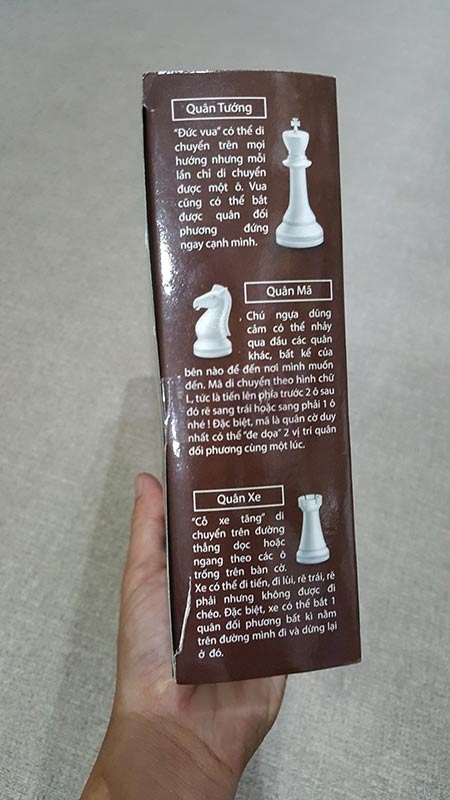 Quân Tướng
"Đức vua" có thể di
chuyển trên mọi
hướng nhưng mỗi
lần chỉ di chuyển
được một ô. Vua
cũng có thể bắt
được quân đối
phương đứng
ngay cạnh mình.
Quân Mã
Chú ngựa dũng
cảm có thể nhảy
qua đầu các quân
khác, bất kể của
bên nào để đến nơi mình muốn
đến. Mã di chuyển theo hình chữ
L, tức là tiến lên phía trước 2 ô sau
đó rẽ sang trái hoặc sang phải 1 ô
nhé ! Đặc biệt, mã là quân cờ duy
nhất có thể "đe dọa" 2 vị trí quân
đối phương cùng một lúc.
Quân Xe
"Cỗ xe tăng" di
chuyển trên đường
thẳng dọc hoặc
ngang theo các ô
trống trên bàn cờ.
Xe có thể đi tiến, đi lùi, rẽ trái, rẽ
phải nhưng không được đi
chéo. Đặc biệt, xe có thể bắt 1
quân đối phương bất kì nằm
trên đường mình đi và dừng lại
ở đó.